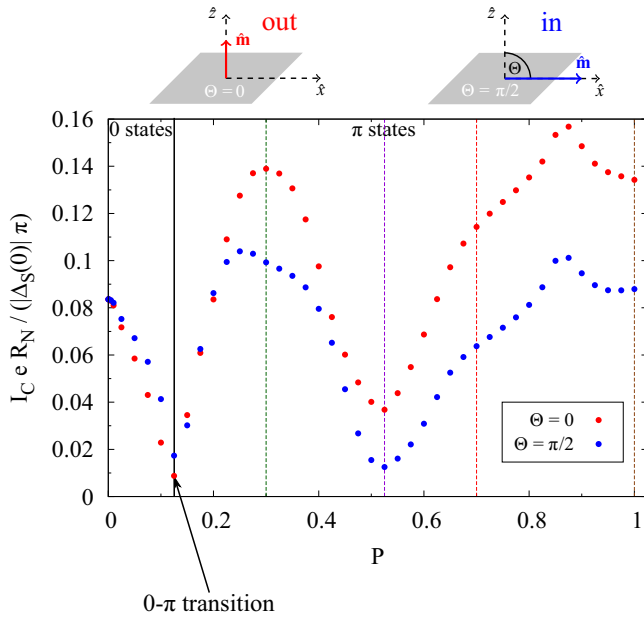 out
in
ẑ
m̂
x̂
Θ = 0
ẑ
Θ
m̂
x̂
Θ = π/2
I_C e R_N / (|Δ_S(0)| π)
0 states
π states
0.16
0.14
0.12
0.1
0.08
0.06
0.04
0.02
0
Θ = 0
Θ = π/2
0
0.2
0.4
0.6
0.8
1
P
0-π transition